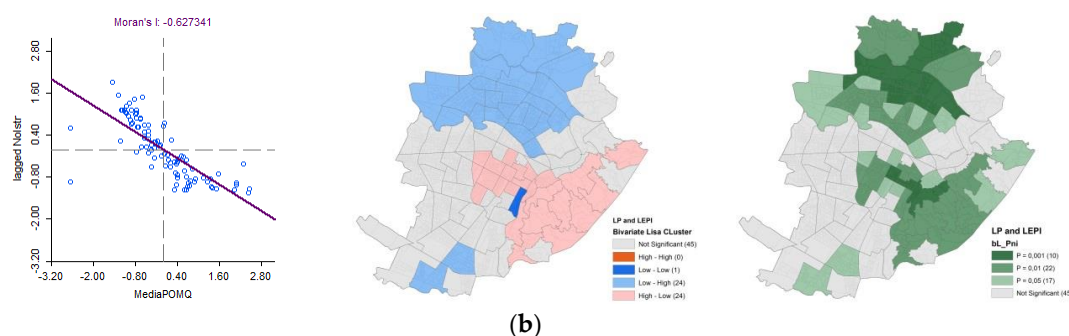 Moran's I: -0.627341
2.80
1.60
0.40
-0.80
-2.00
-3.20
lagged NoIstr
-3.20 -2.00 -0.80 0.40 1.60 2.80
MediaPOMQ
LP and LEPI
Bivariate Lisa CLuster
Not Significant (45)
High - High (0)
Low - Low (1)
Low - High (24)
High - Low (24)
LP and LEPI
bL_Pni
P = 0,001 (10)
P = 0,01 (22)
P = 0,05 (17)
Not Significant (45
(b)